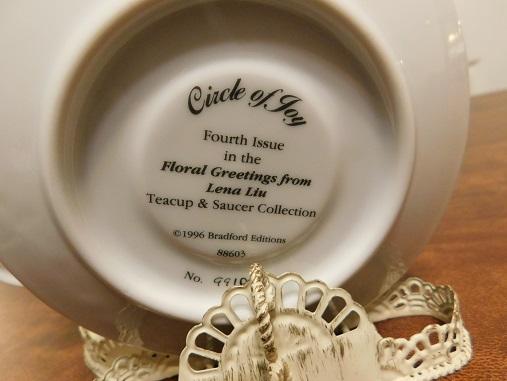 Circle of Joy
Fourth Issue
in the
Floral Greetings from
Lena Liu
Teacup & Saucer Collection
©1996 Bradford Editions
88603
No.